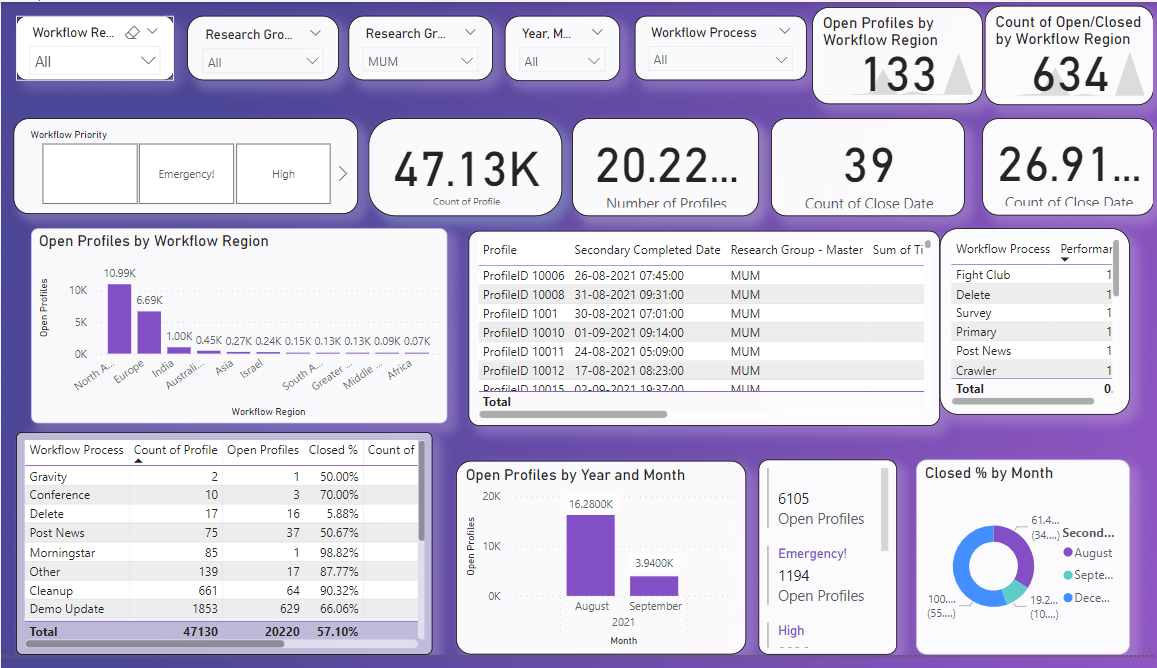 Workflow Re...
All
Research Gro...
All
Research Gr...
MUM
Year, M...
All
Workflow Process
All
Open Profiles by
Workflow Region
133
Count of Open/Closed
by Workflow Region
634
Workflow Priority
Emergency!
High
47.13K
Count of Profile
20.22...
Number of Profiles
39
Count of Close Date
26.91...
Count of Close Date
Open Profiles by Workflow Region
Open Profiles
10K
5K
0K
10.99K
6.69K
1.00K
0.45K
0.27K
0.24K
0.15K
0.13K
0.13K
0.09K
0.07K
North A...
Europe
India
Australi...
Asia
Israel
South A...
Greater ...
Middle ...
Africa
Workflow Region
Profile Secondary Completed Date Research Group - Master Sum of Ti
ProfileID 10006 26-08-2021 07:45:00 MUM
ProfileID 10008 31-08-2021 09:31:00 MUM
ProfileID 1001 30-08-2021 07:01:00 MUM
ProfileID 10010 01-09-2021 09:14:00 MUM
ProfileID 10011 24-08-2021 05:09:00 MUM
ProfileID 10012 17-08-2021 08:23:00 MUM
ProfileID 10015 02-09-2021 19:37:00 MUM
Total
Workflow Process Performar
Fight Club 1
Delete 1
Survey 1
Primary 1
Post News 1
Crawler 1
Total 0.
Workflow Process Count of Profile Open Profiles Closed % Count of
Gravity 2 1 50.00%
Conference 10 3 70.00%
Delete 17 16 5.88%
Post News 75 37 50.67%
Morningstar 85 1 98.82%
Other 139 17 87.77%
Cleanup 661 64 90.32%
Demo Update 1853 629 66.06%
Total 47130 20220 57.10%
Open Profiles by Year and Month
Open Profiles
20K
10K
0K
16.2800K
3.9400K
August
September
2021
Month
6105
Open Profiles
Emergency!
1194
Open Profiles
High
Closed % by Month
61.4...
(34....)
19.2...
(10....)
100....
(55....)
Second...
August
Septe...
Dece...